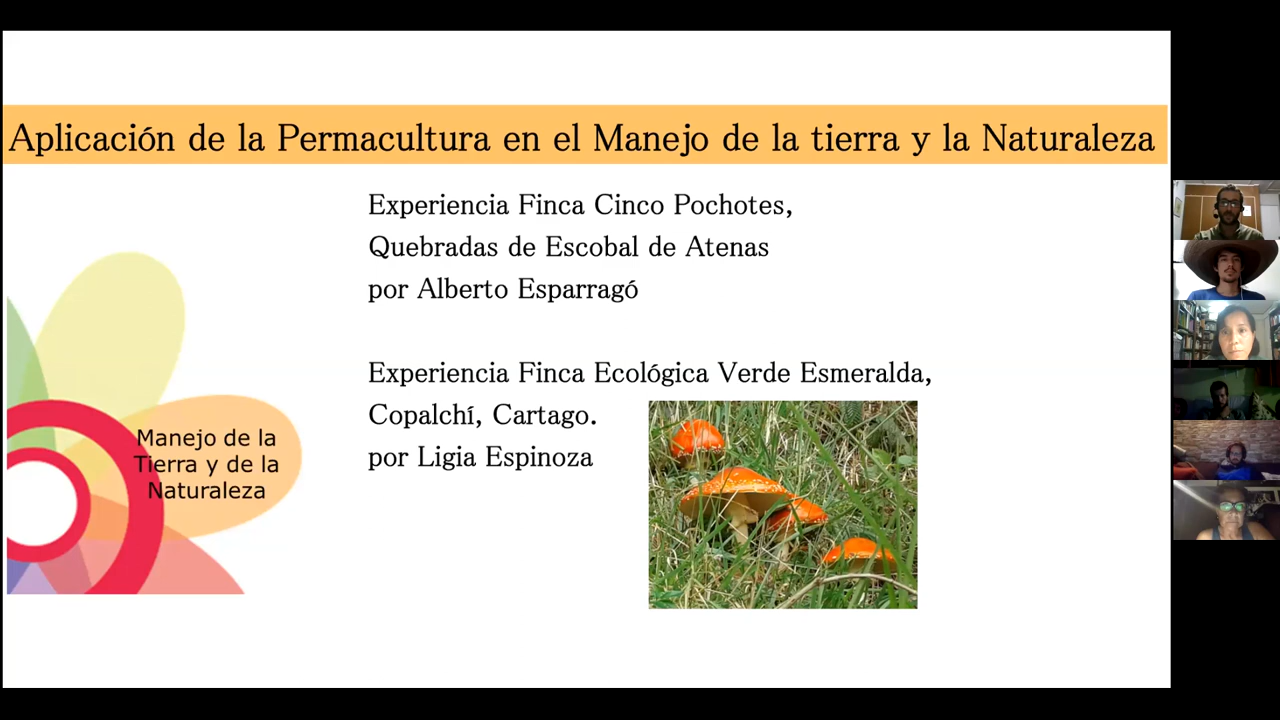 Aplicación de la Permacultura en el Manejo de la tierra y la Naturaleza
Experiencia Finca Cinco Pochotes,
Quebradas de Escobal de Atenas
por Alberto Esparragó
Experiencia Finca Ecológica Verde Esmeralda,
Copalchí, Cartago.
por Ligia Espinoza
Manejo de la
Tierra y de la
Naturaleza